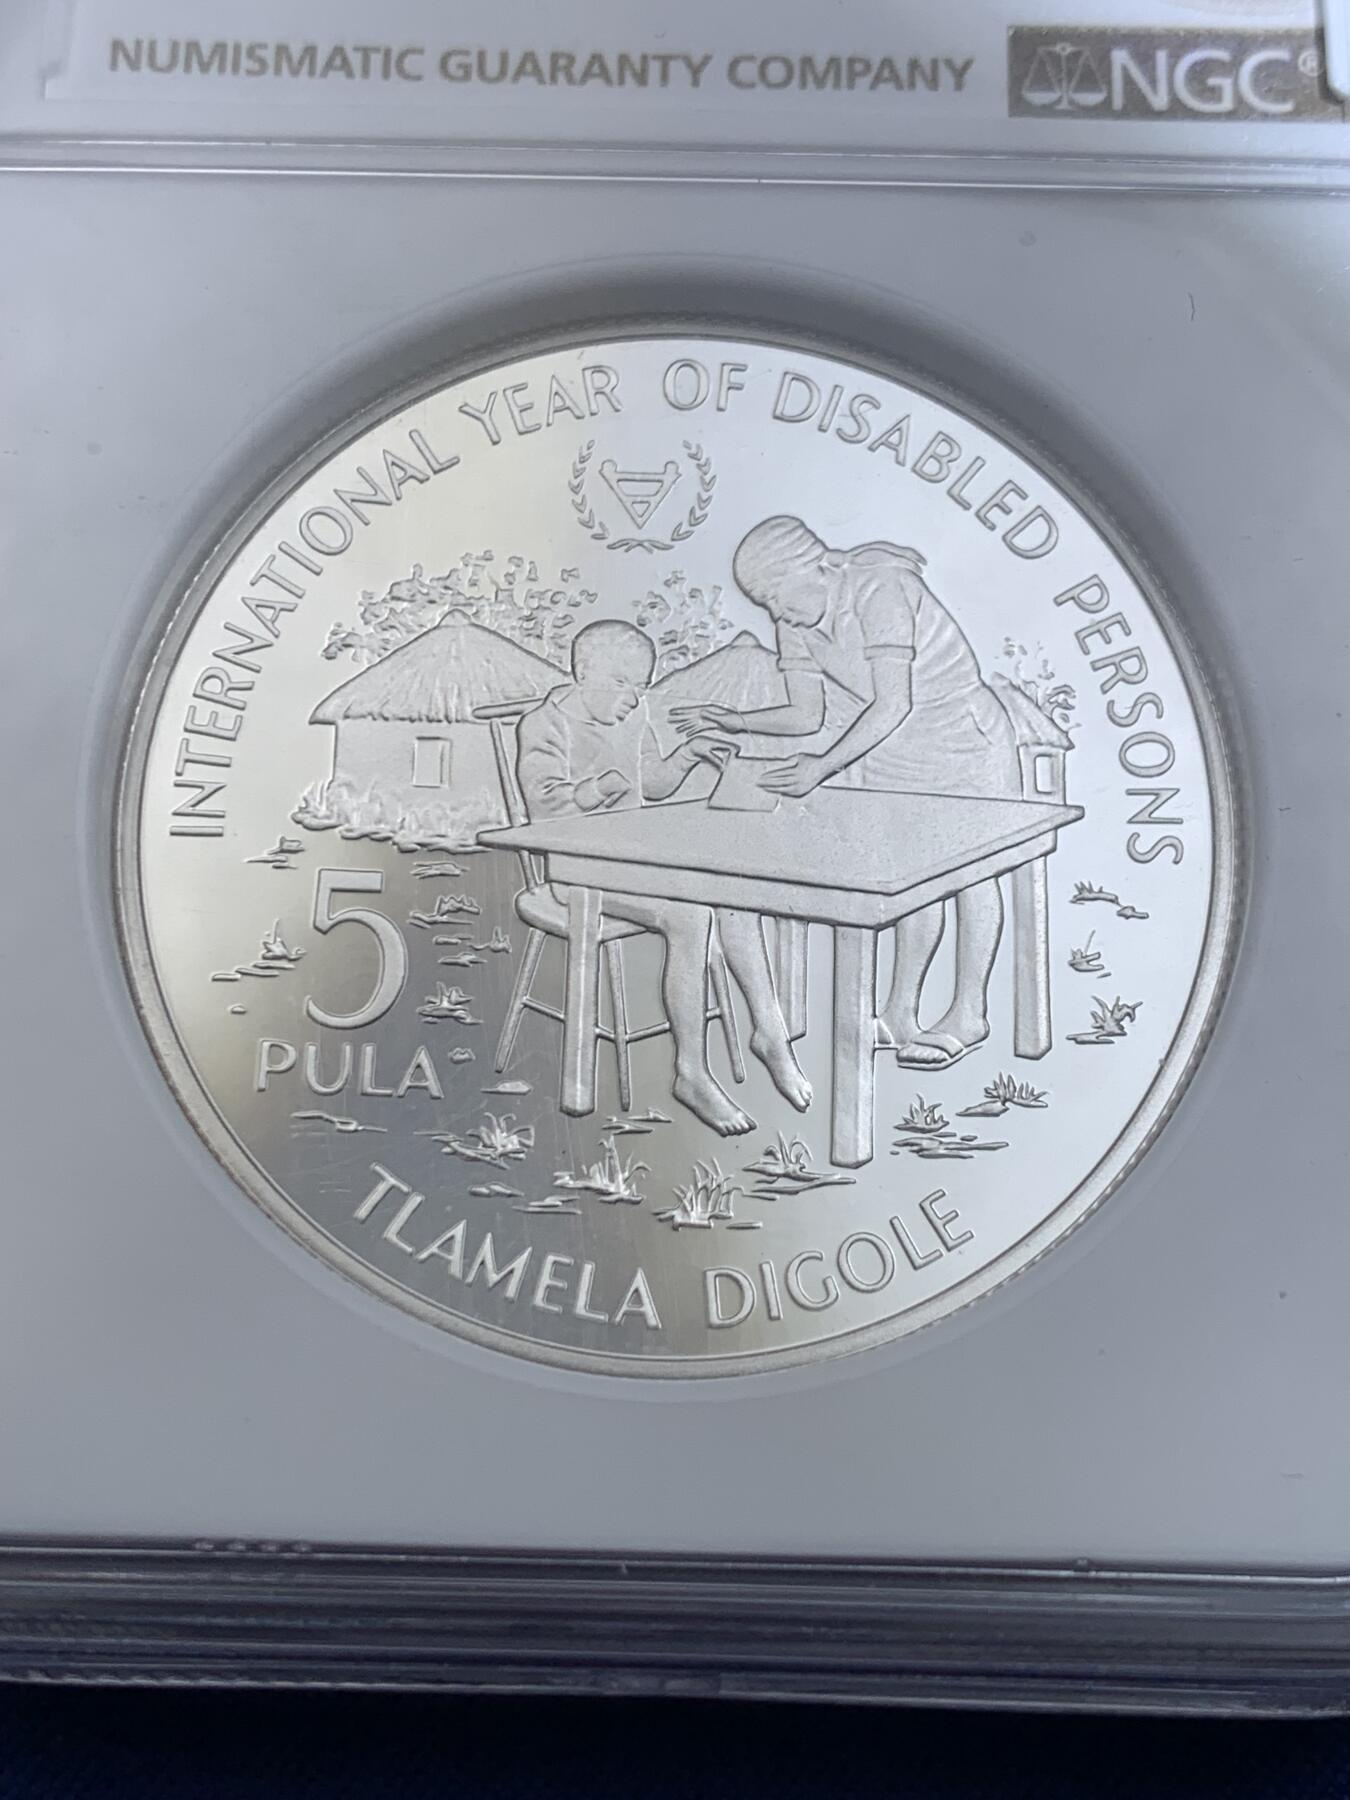 NUMISMATIC GUARANTY COMPANY
NGC®
INTERNATIONAL YEAR OF DISABLED PERSONS
5
PULA
TLAMELA DIGOLE